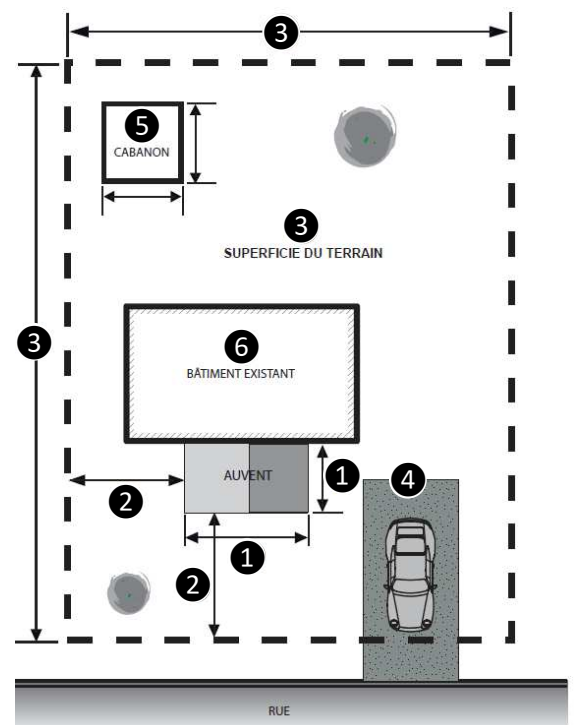 3
5
CABANON
3
SUPERFICIE DU TERRAIN
3
6
BÂTIMENT EXISTANT
AUVENT
1
4
2
1
2
RUE